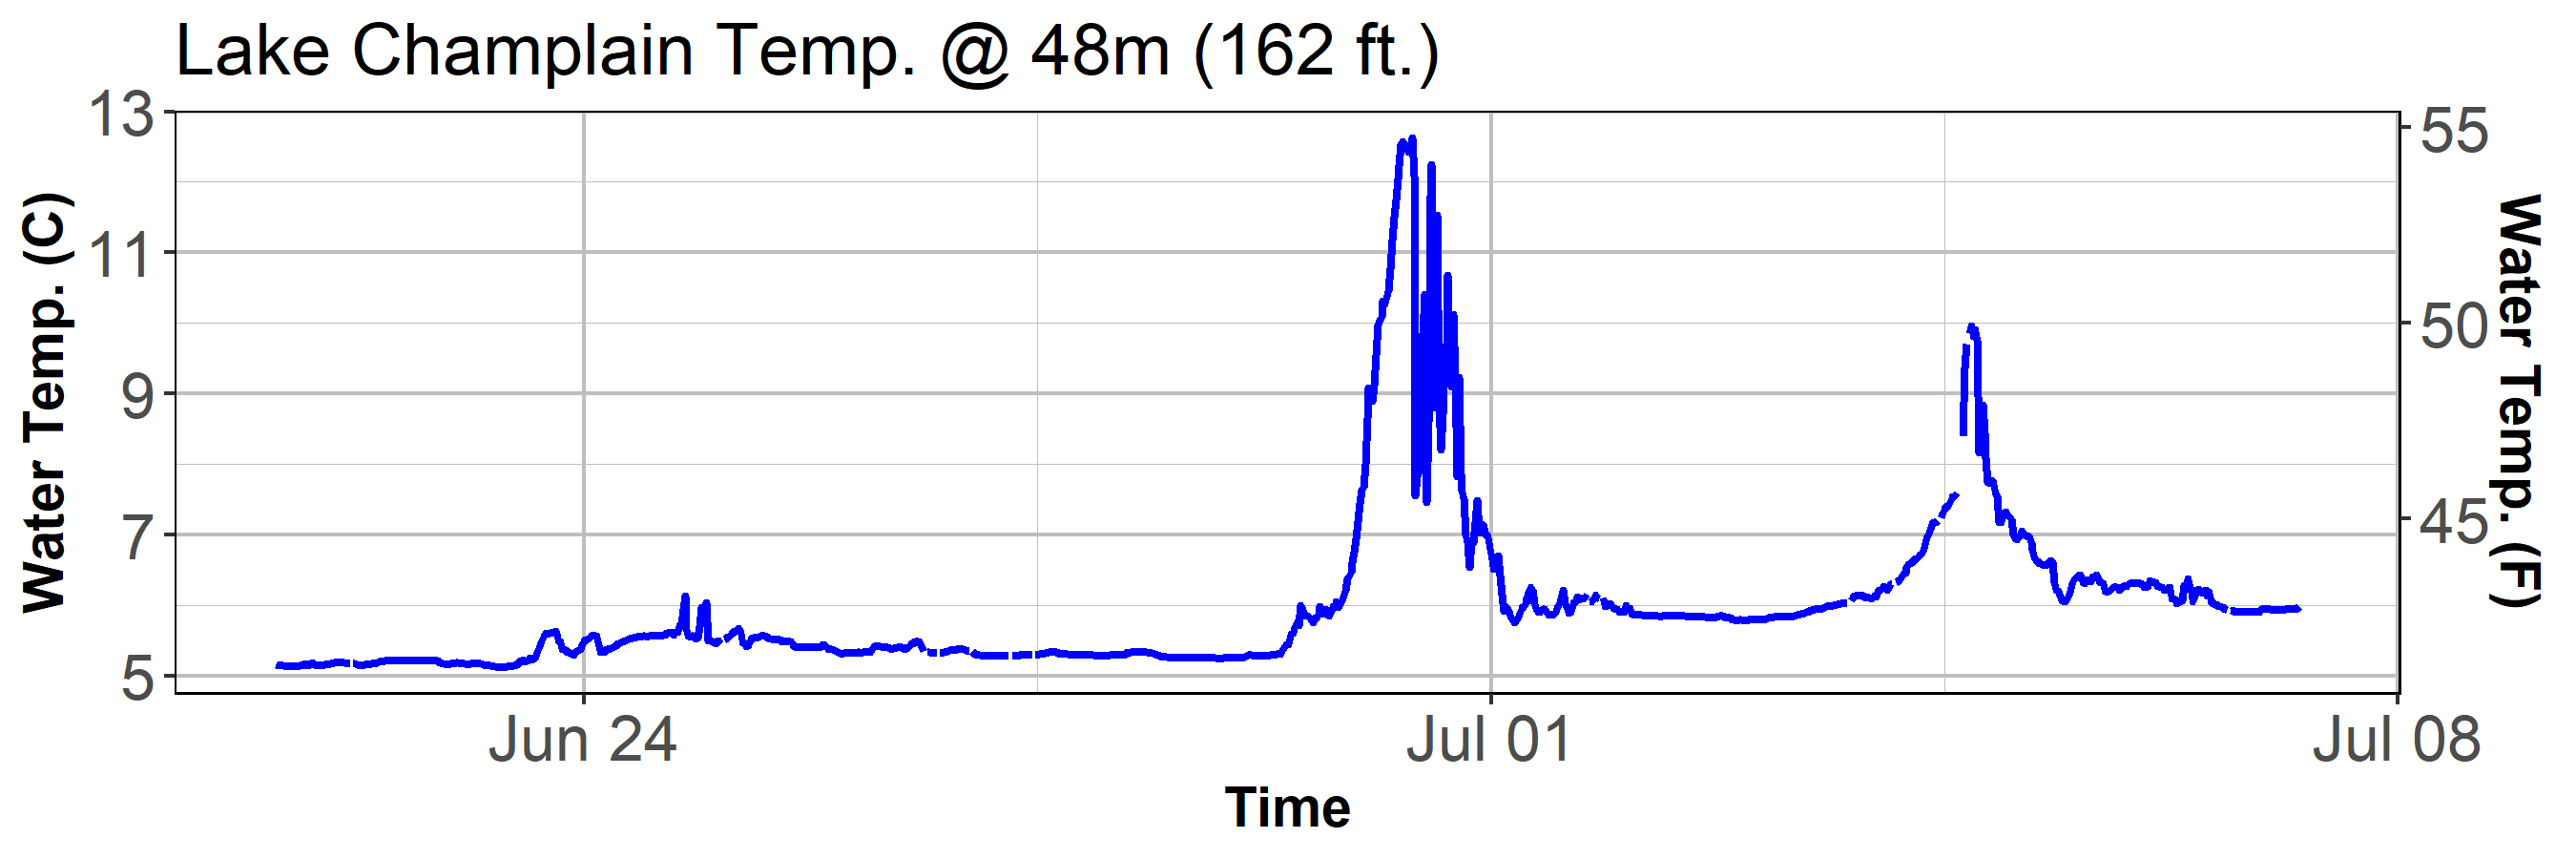 Lake Champlain Temp. @ 48m (162 ft.)
13
11
9
7
5
Water Temp. (C)
55
50
45
Water Temp. (F)
Jun 24
Jul 01
Jul 08
Time